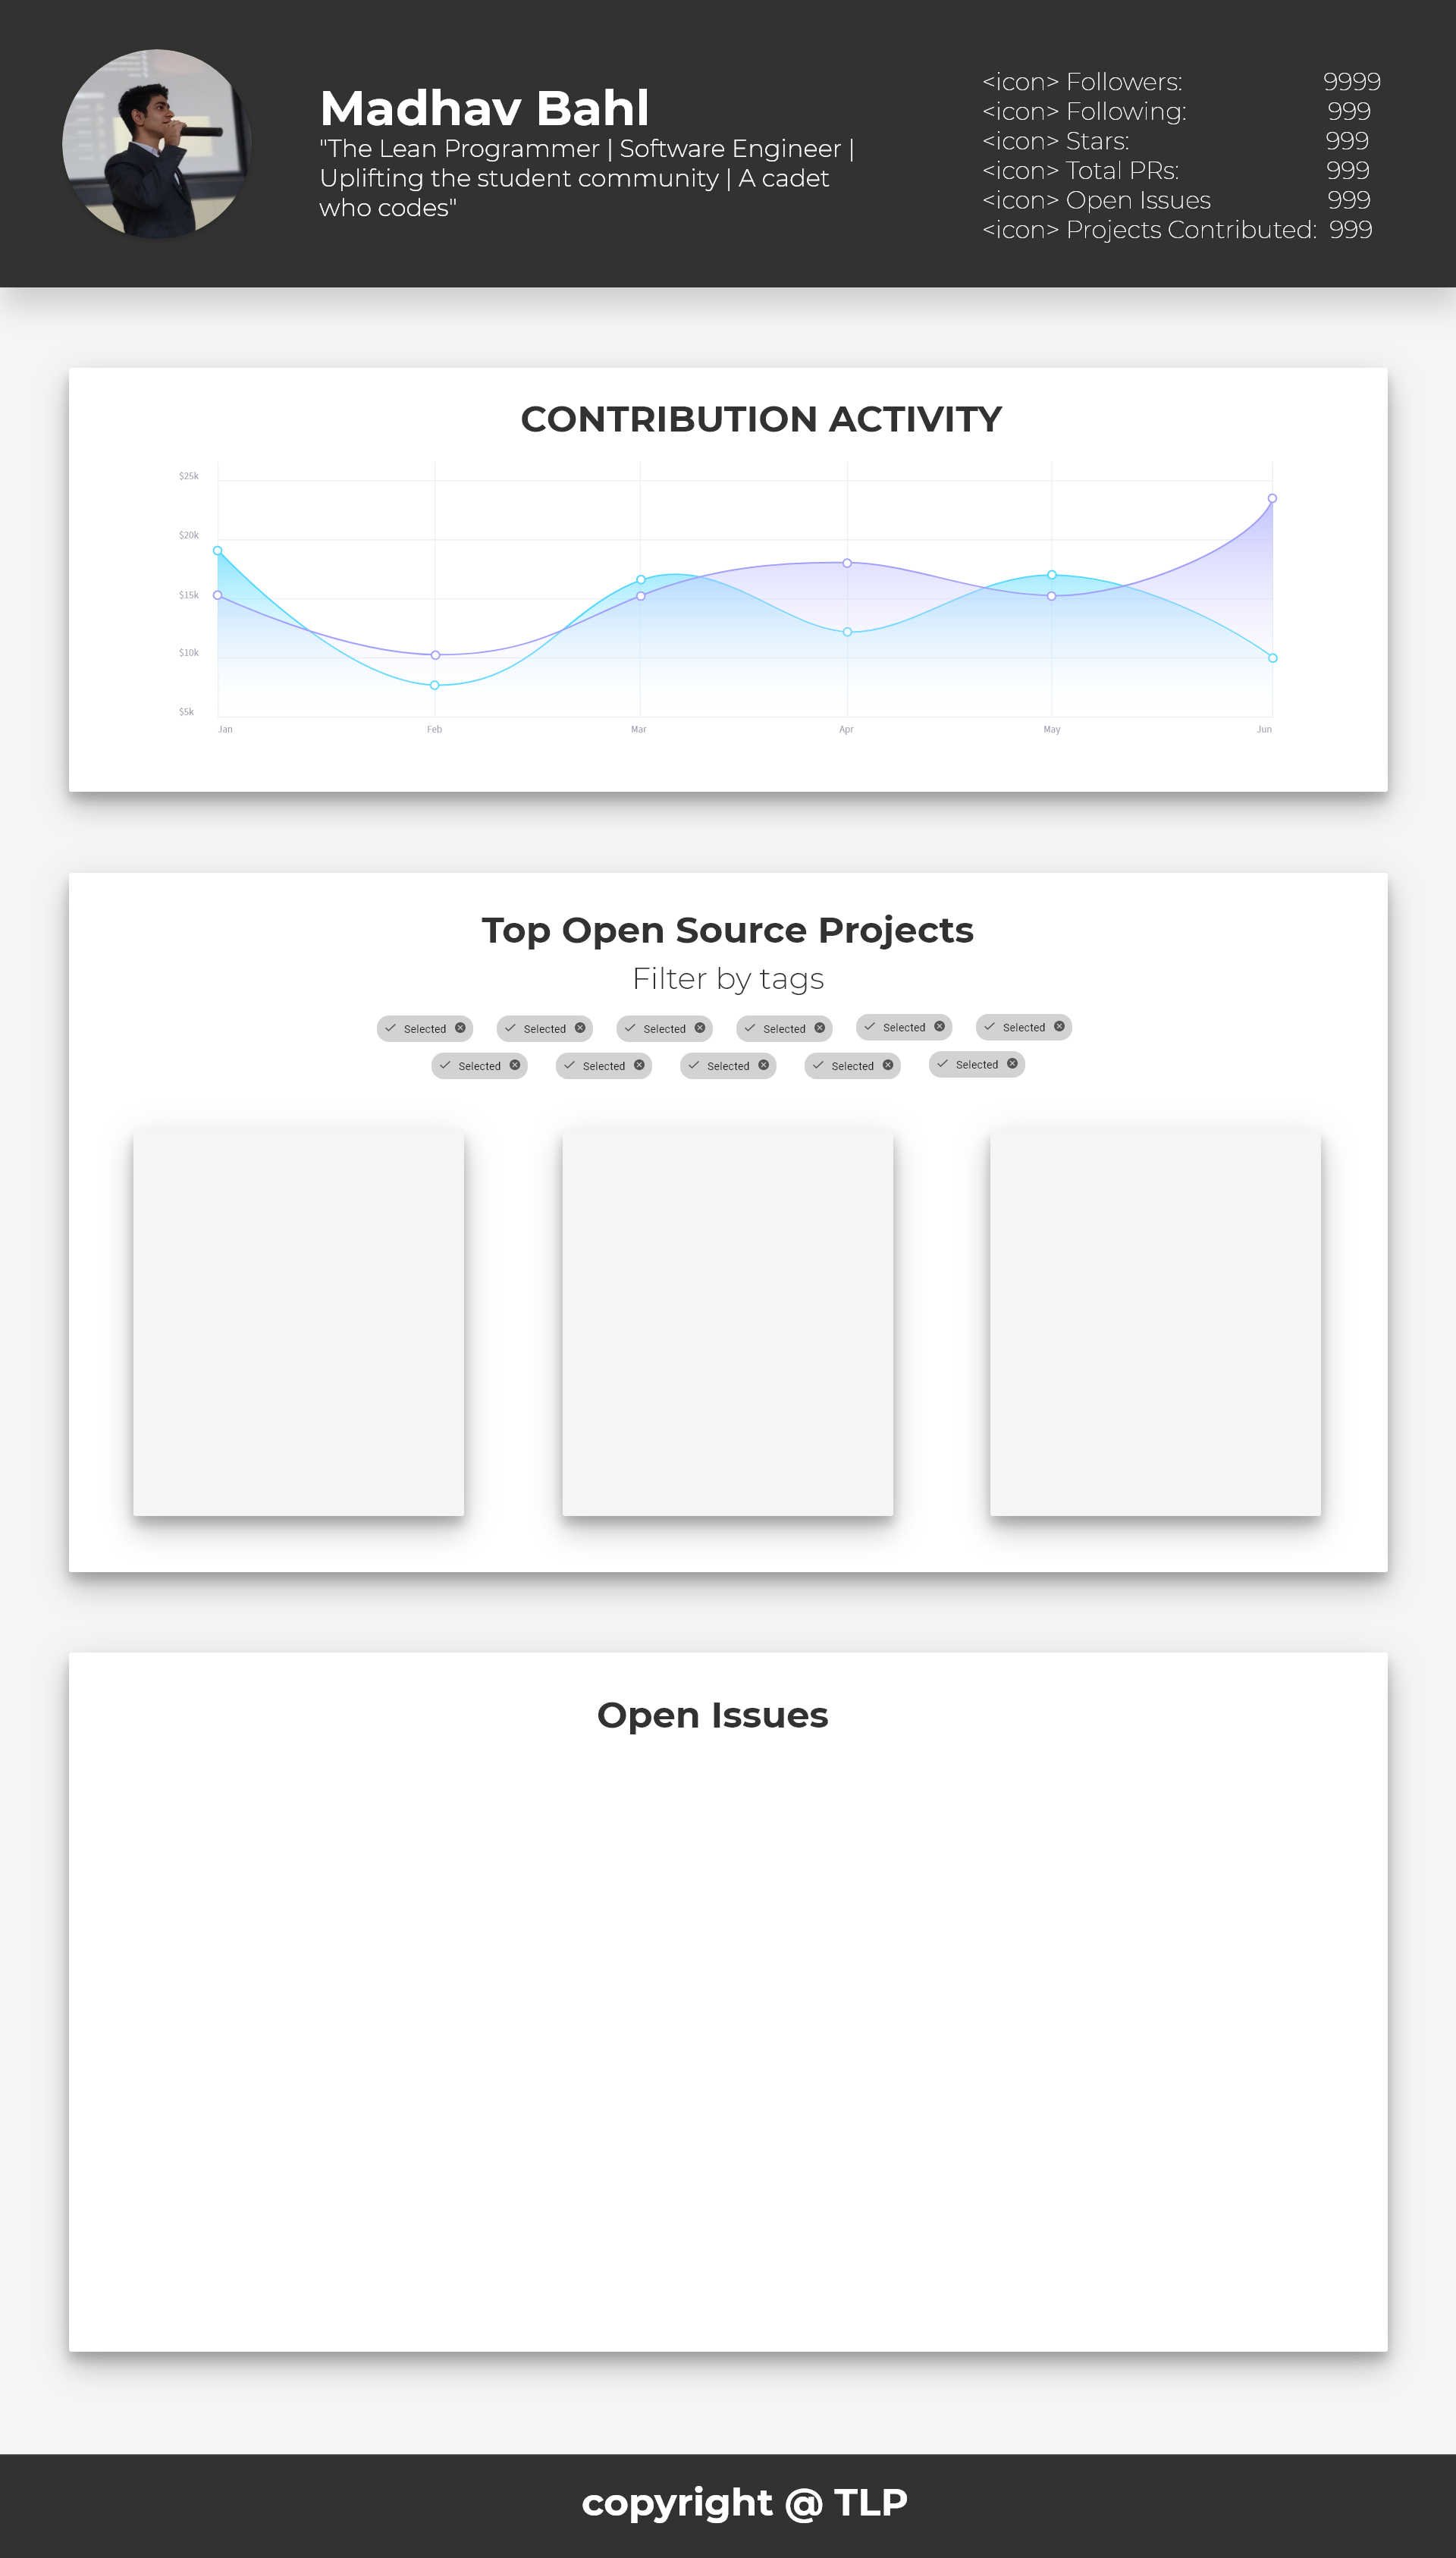 Madhav Bahl
"The Lean Programmer | Software Engineer |
Uplifting the student community | A cadet
who codes"
<icon> Followers: 9999
<icon> Following: 999
<icon> Stars: 999
<icon> Total PRs: 999
<icon> Open Issues 999
<icon> Projects Contributed: 999
CONTRIBUTION ACTIVITY
$25k
$20k
$15k
$10k
$5k
Jan Feb Mar Apr May Jun
Top Open Source Projects
Filter by tags
Selected Selected Selected Selected Selected Selected
Selected Selected Selected Selected Selected
Open Issues
copyright @ TLP